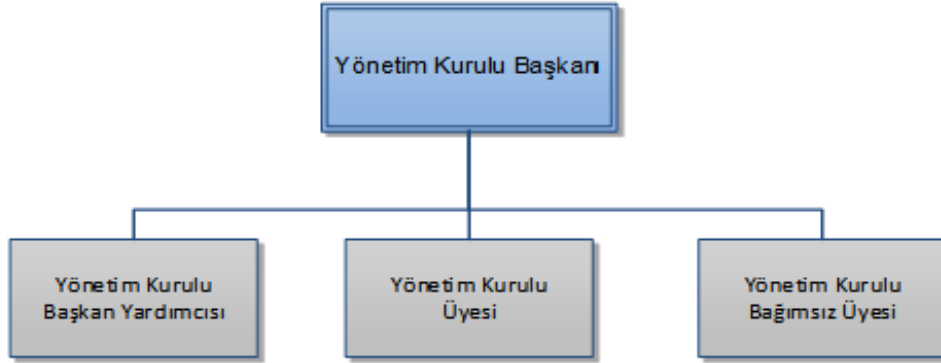 Yönetim Kurulu Başkanı
Yönetim Kurulu
Başkan Yardımcısı
Yönetim Kurulu
Üyesi
Yönetim Kurulu
Bağımsız Üyesi